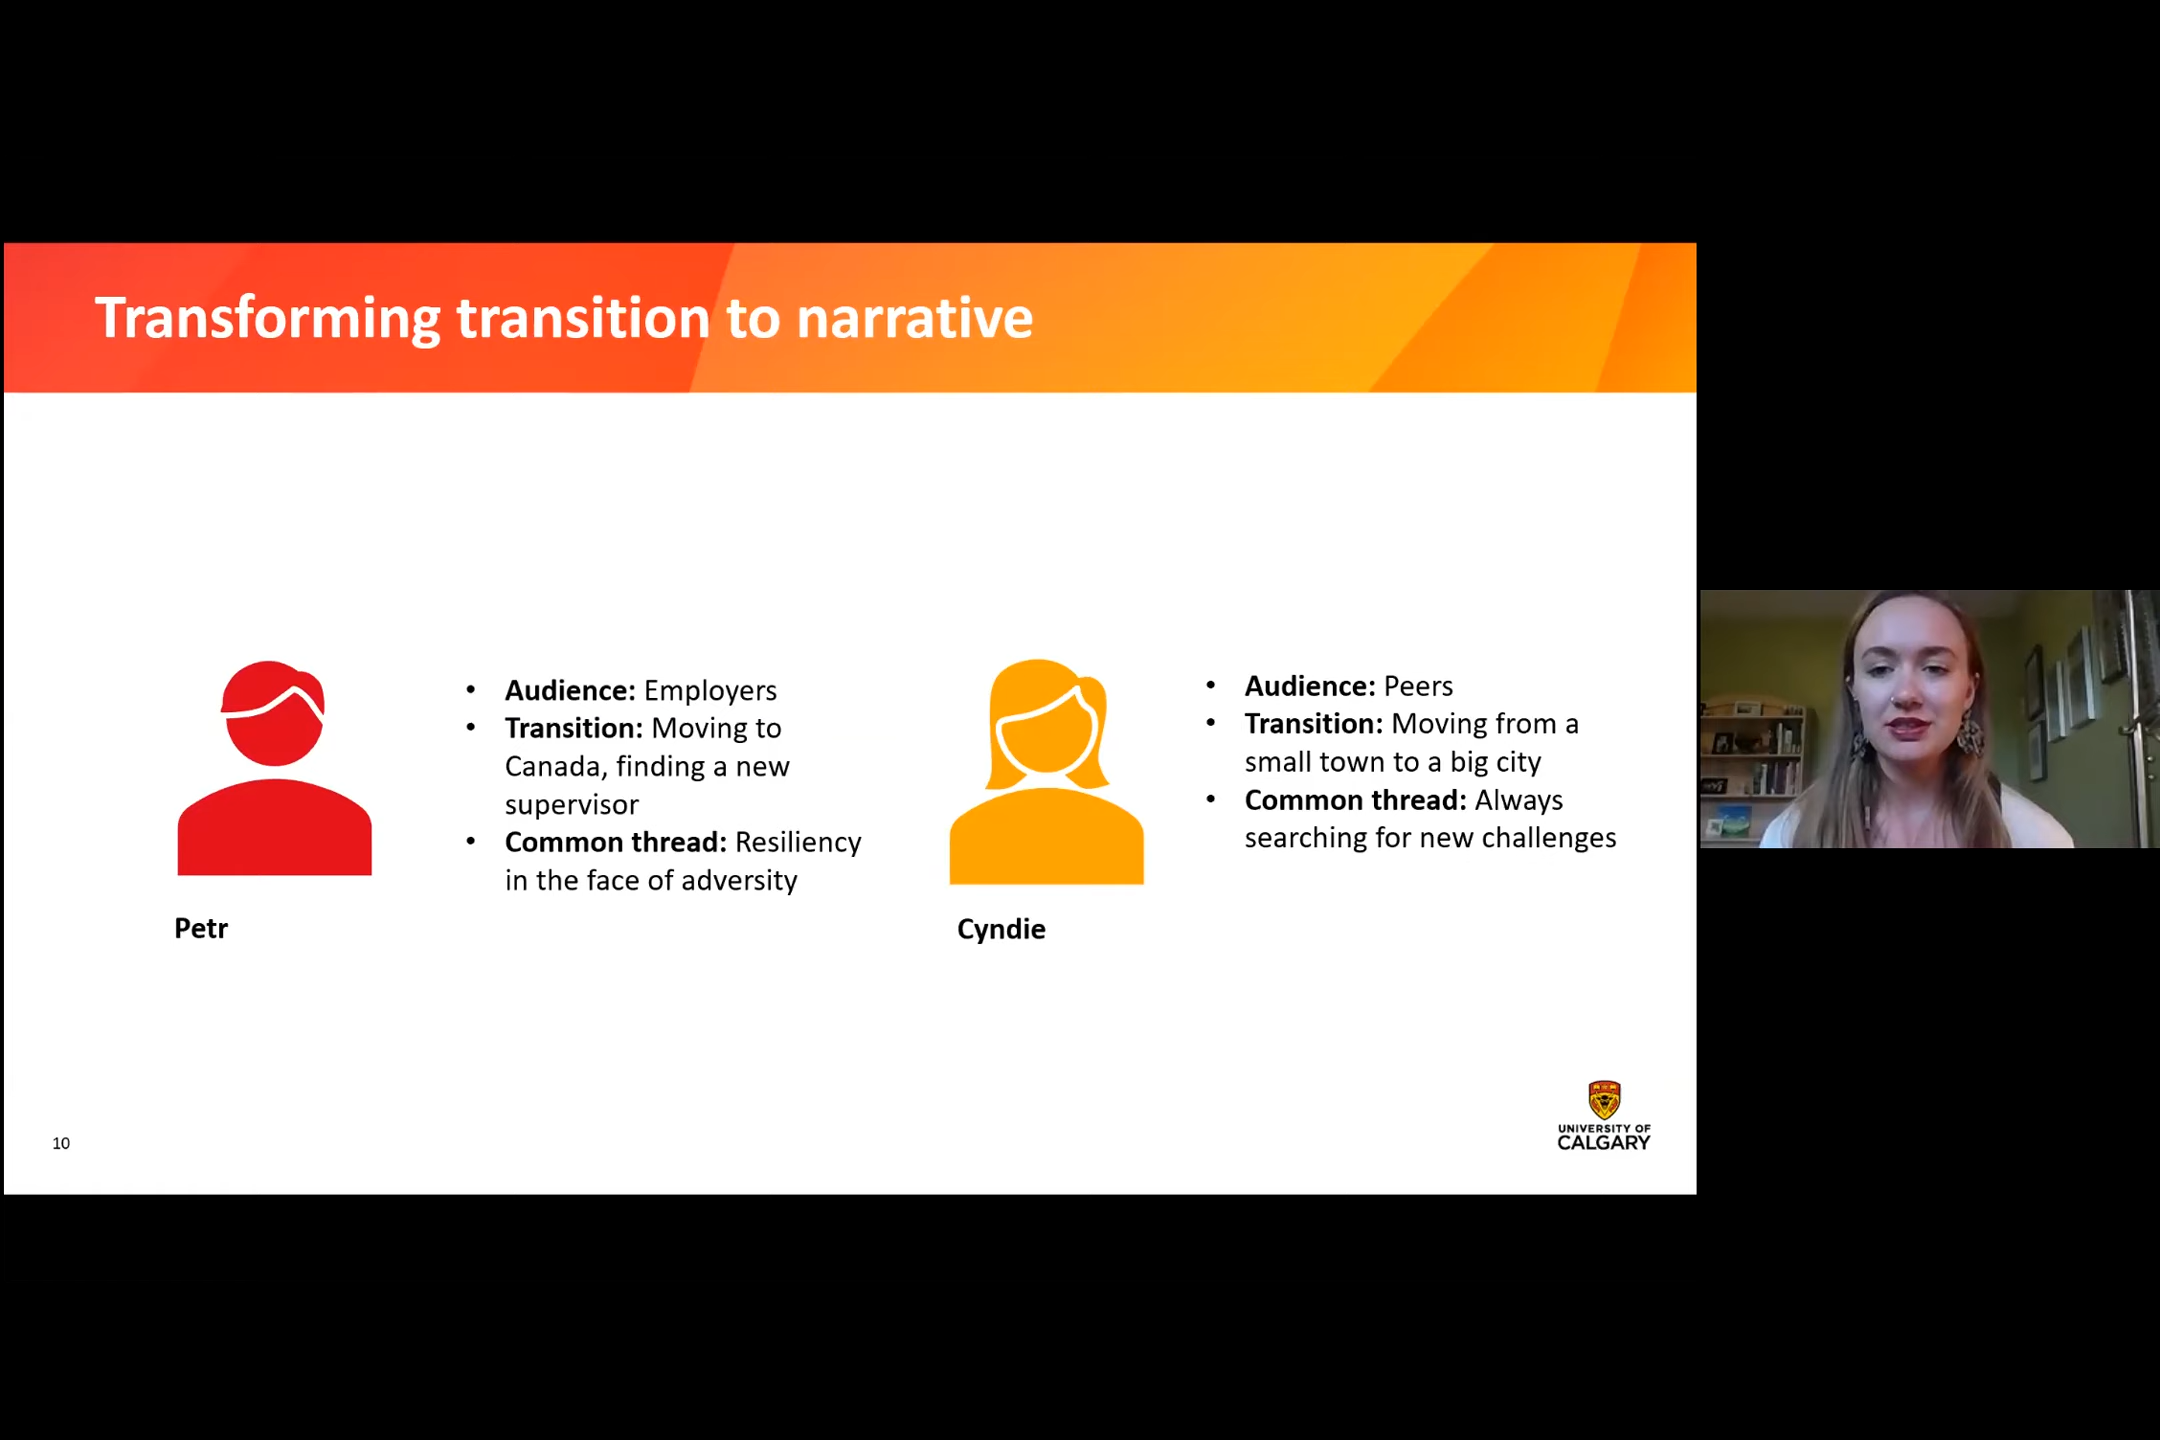 Transforming transition to narrative
• Audience: Employers
• Transition: Moving to
Canada, finding a new
supervisor
• Common thread: Resiliency
in the face of adversity
Petr
• Audience: Peers
• Transition: Moving from a
small town to a big city
• Common thread: Always
searching for new challenges
Cyndie
10
UNIVERSITY OF
CALGARY